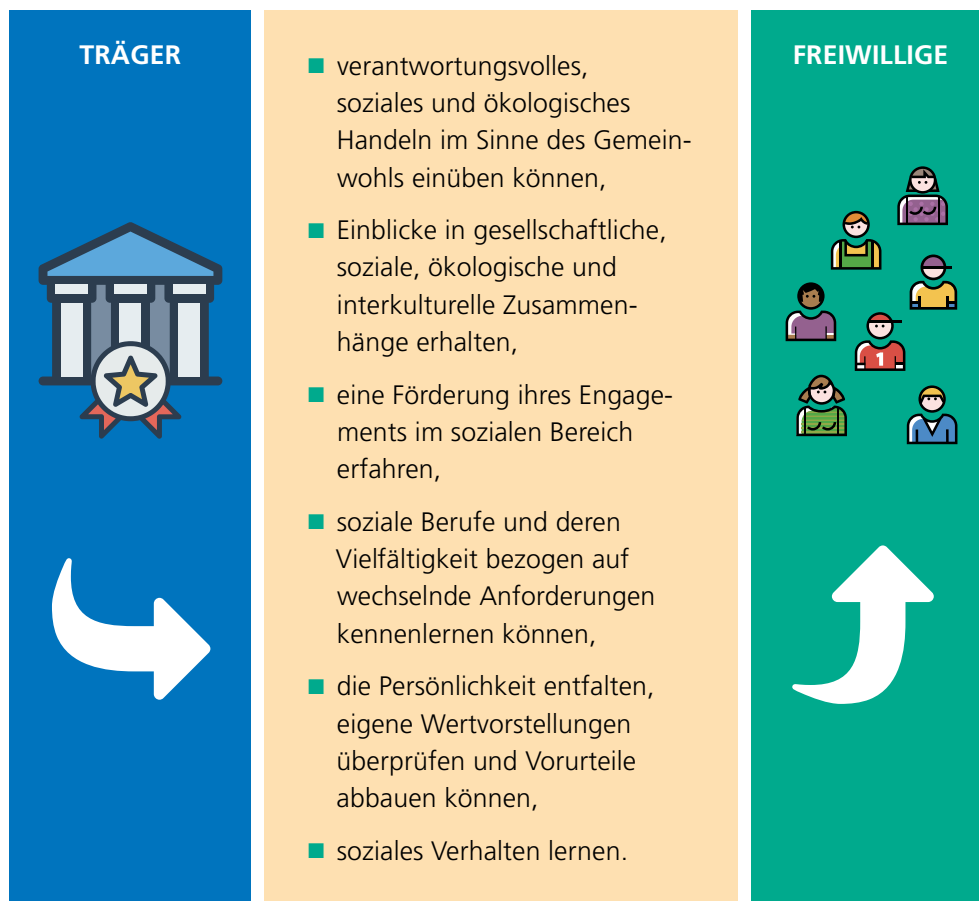 TRÄGER
verantwortungsvolles,
soziales und ökologisches
Handeln im Sinne des Gemein-
wohls einüben können,
Einblicke in gesellschaftliche,
soziale, ökologische und
interkulturelle Zusammen-
hänge erhalten,
eine Förderung ihres Engage-
ments im sozialen Bereich
erfahren,
soziale Berufe und deren
Vielfältigkeit bezogen auf
wechselnde Anforderungen
kennenlernen können,
die Persönlichkeit entfalten,
eigene Wertvorstellungen
überprüfen und Vorurteile
abbauen können,
soziales Verhalten lernen.
FREIWILLIGE
1